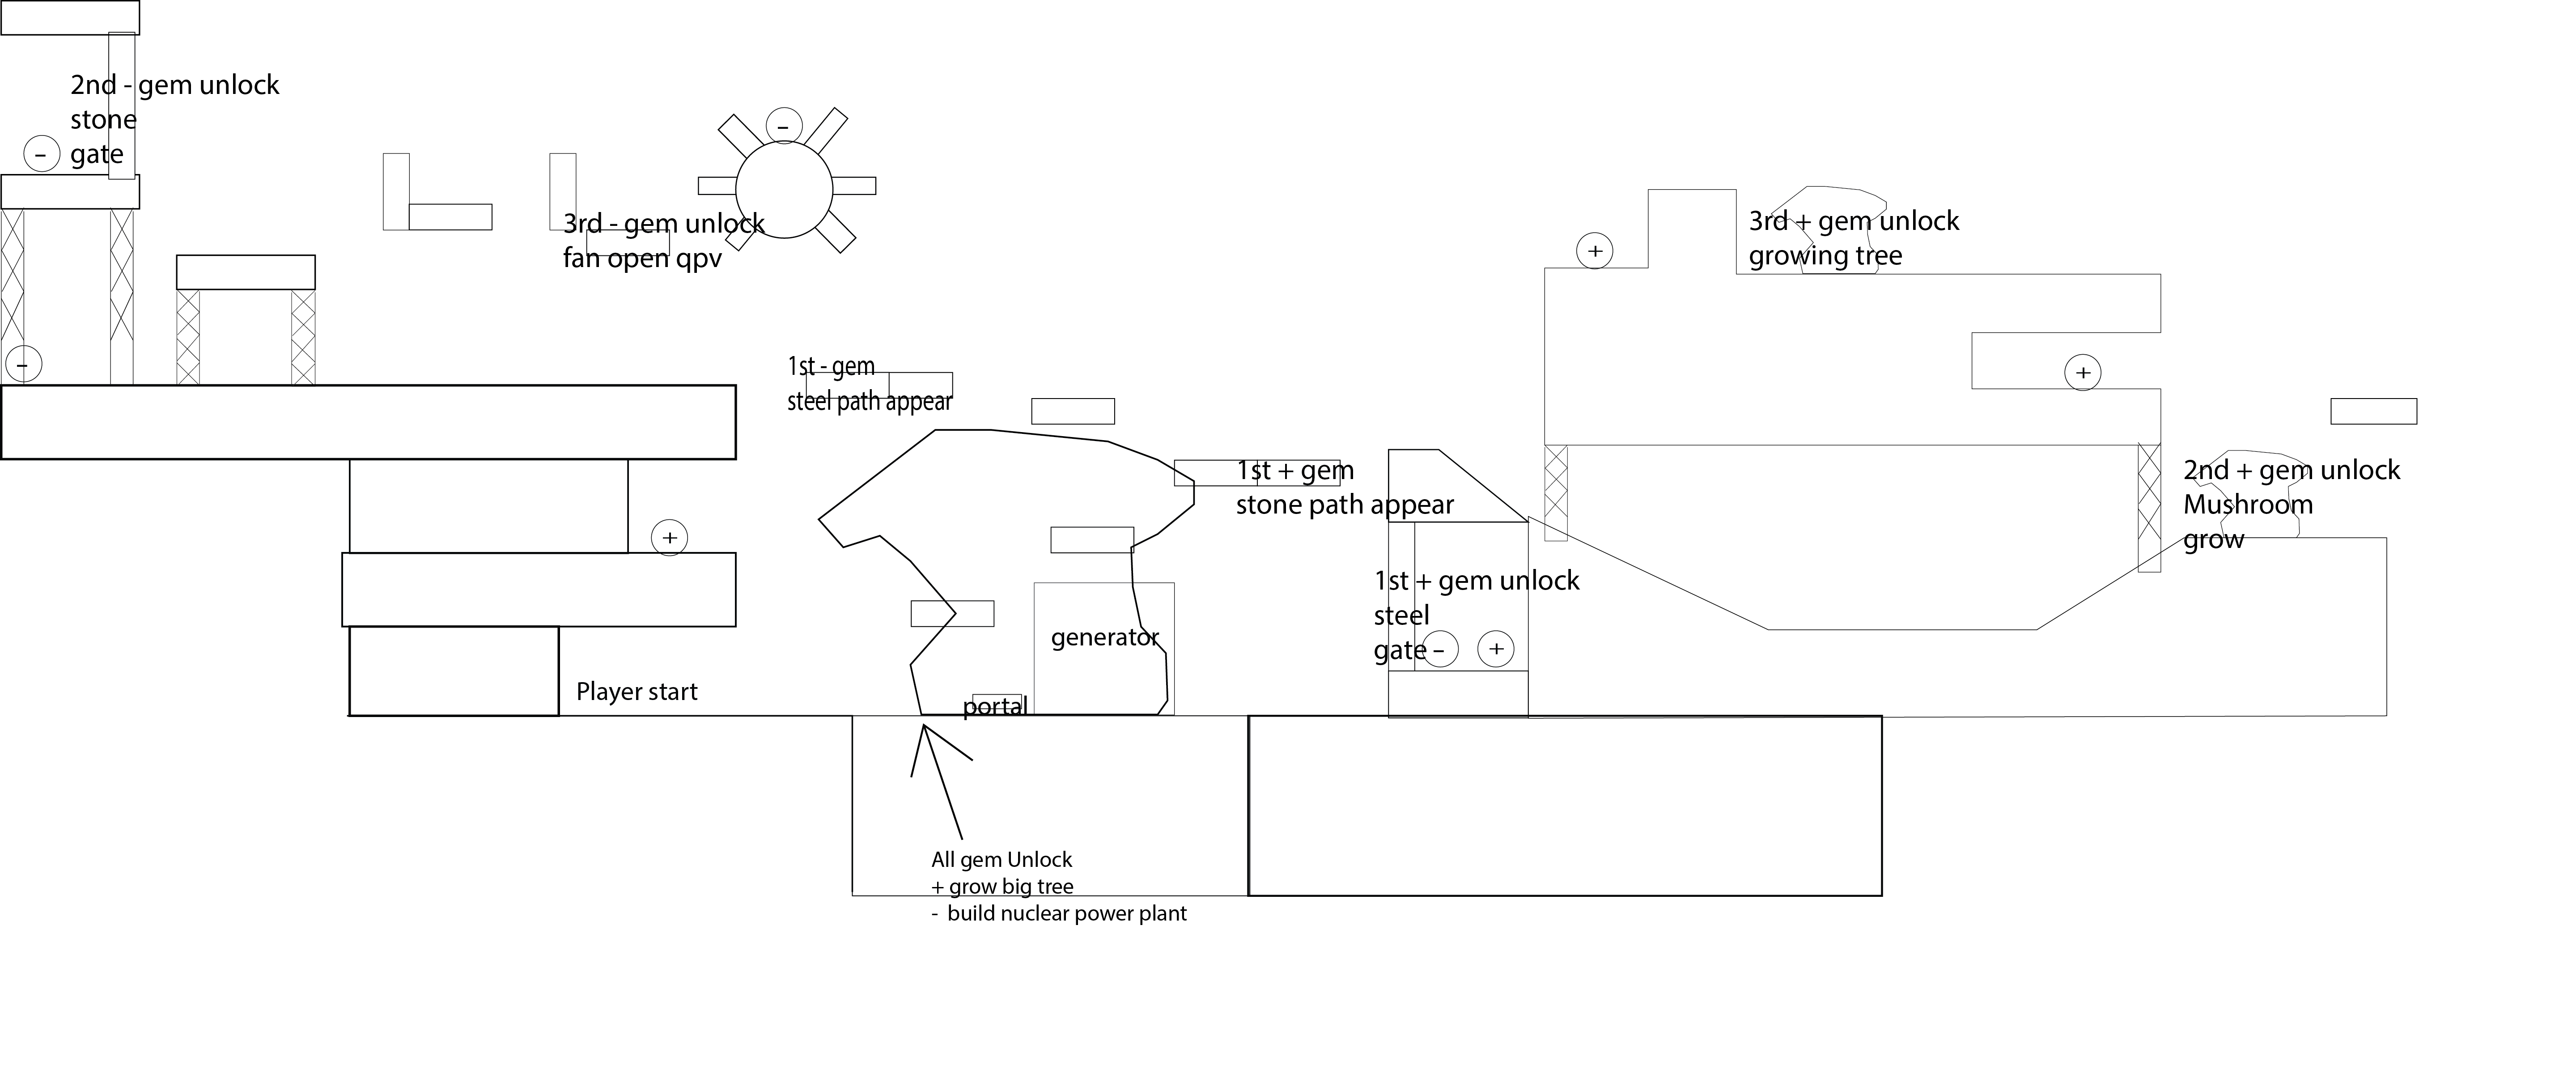 2nd - gem unlock
stone
gate
-
-
-
3rd - gem unlock
fan open qpv
3rd + gem unlock
growing tree
+
+
1st - gem
steel path appear
1st + gem
stone path appear
2nd + gem unlock
Mushroom
grow
+
1st + gem unlock
steel
gate
-
+
generator
Player start
portal
All gem Unlock
+ grow big tree
- build nuclear power plant